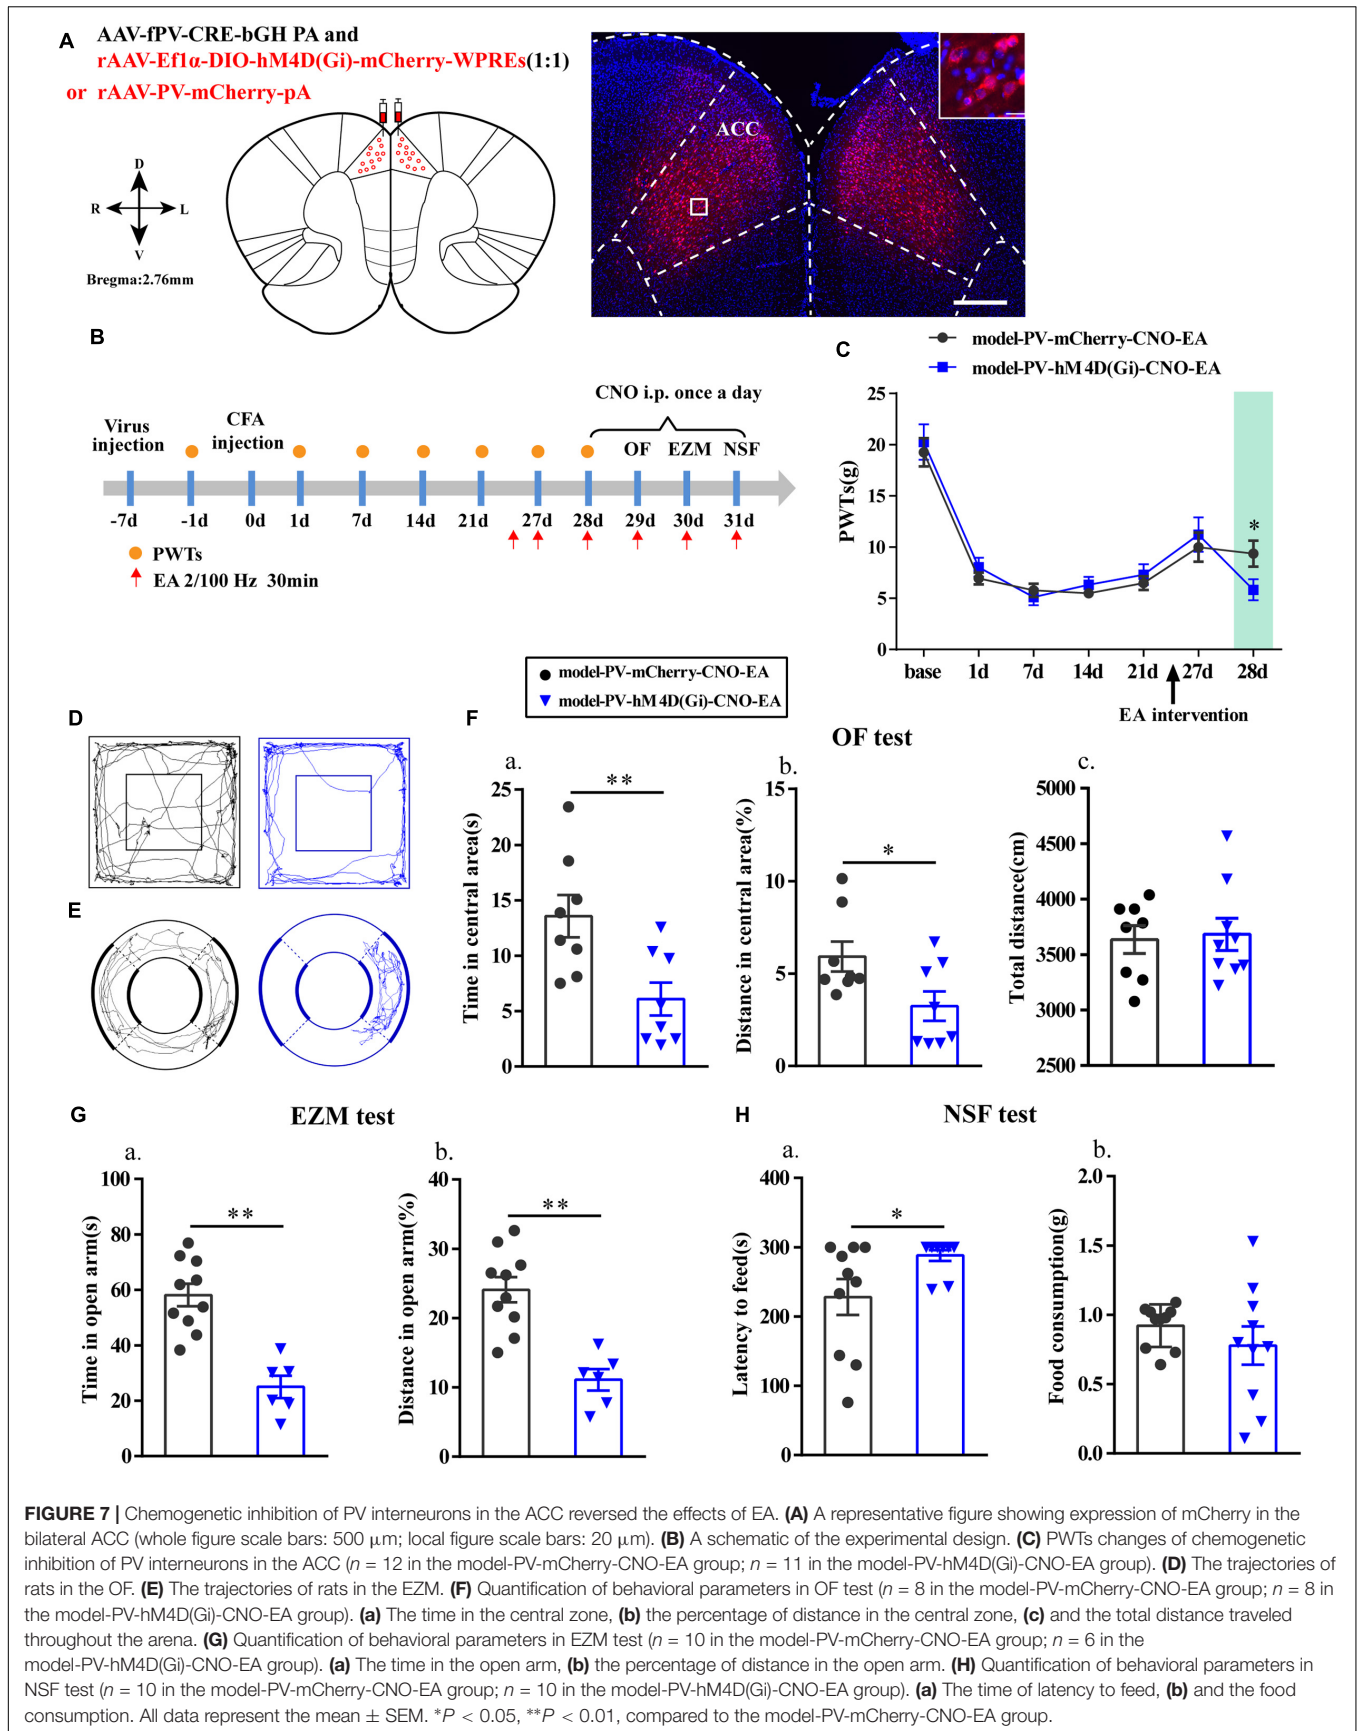 A
AAV-fPV-CRE-bGH PA and
rAAV-Ef1α-DIO-hM4D(Gi)-mCherry-WPREs(1:1)
or rAAV-PV-mCherry-pA
D
R L
V
Bregma:2.76mm
ACC
B
CNO i.p. once a day
Virus injection
CFA injection
OF EZM NSF
-7d -1d 0d 1d 7d 14d 21d 27d 28d 29d 30d 31d
PWTs
EA 2/100 Hz 30min
C
model-PV-mCherry-CNO-EA
model-PV-hM4D(Gi)-CNO-EA
PWTs(g)
25
20
15
10
5
0
*
base 1d 7d 14d 21d 27d 28d
EA intervention
model-PV-mCherry-CNO-EA
model-PV-hM4D(Gi)-CNO-EA
D
E
F
OF test
a.
Time in central area(s)
25
20
15
10
5
0
**
b.
Distance in central area(%)
15
10
5
0
*
c.
Total distance(cm)
5000
4500
4000
3500
3000
2500
G
EZM test
a.
Time in open arm(s)
100
80
60
40
20
0
**
b.
Distance in open arm(%)
40
30
20
10
0
**
H
NSF test
a.
Latency to feed(s)
400
300
200
100
0
*
b.
Food consumption(g)
2.0
1.5
1.0
0.5
0.0
FIGURE 7 | Chemogenetic inhibition of PV interneurons in the ACC reversed the effects of EA. (A) A representative figure showing expression of mCherry in the
bilateral ACC (whole figure scale bars: 500 μm; local figure scale bars: 20 μm). (B) A schematic of the experimental design. (C) PWTs changes of chemogenetic
inhibition of PV interneurons in the ACC (n = 12 in the model-PV-mCherry-CNO-EA group; n = 11 in the model-PV-hM4D(Gi)-CNO-EA group). (D) The trajectories of
rats in the OF. (E) The trajectories of rats in the EZM. (F) Quantification of behavioral parameters in OF test (n = 8 in the model-PV-mCherry-CNO-EA group; n = 8 in
the model-PV-hM4D(Gi)-CNO-EA group). (a) The time in the central zone, (b) the percentage of distance in the central zone, (c) and the total distance traveled
throughout the arena. (G) Quantification of behavioral parameters in EZM test (n = 10 in the model-PV-mCherry-CNO-EA group; n = 6 in the
model-PV-hM4D(Gi)-CNO-EA group). (a) The time in the open arm, (b) the percentage of distance in the open arm. (H) Quantification of behavioral parameters in
NSF test (n = 10 in the model-PV-mCherry-CNO-EA group; n = 10 in the model-PV-hM4D(Gi)-CNO-EA group). (a) The time of latency to feed, (b) and the food
consumption. All data represent the mean ± SEM. *P < 0.05, **P < 0.01, compared to the model-PV-mCherry-CNO-EA group.